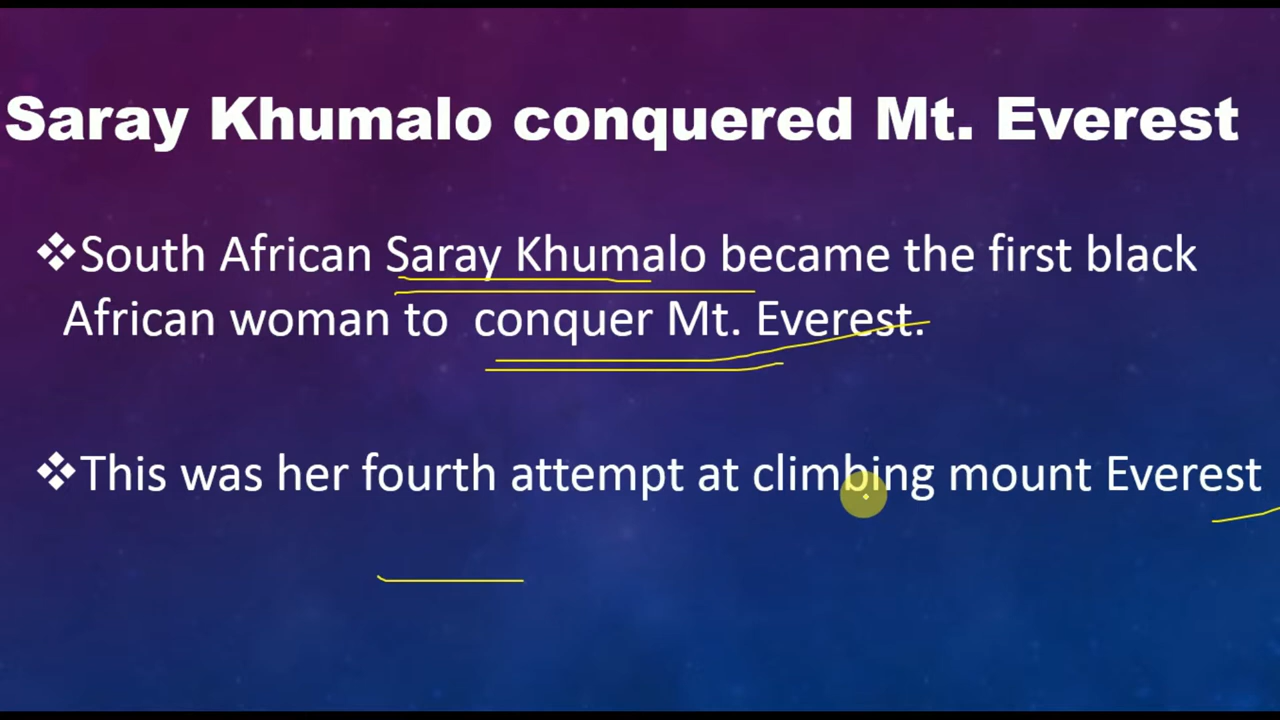 Saray Khumalo conquered Mt. Everest
❖South African Saray Khumalo became the first black
African woman to conquer Mt. Everest.
❖This was her fourth attempt at climbing mount Everest